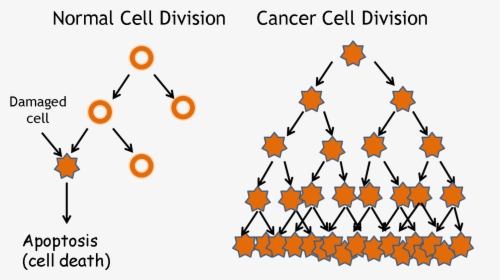 Normal Cell Division
Cancer Cell Division
Damaged
cell
Apoptosis
(cell death)